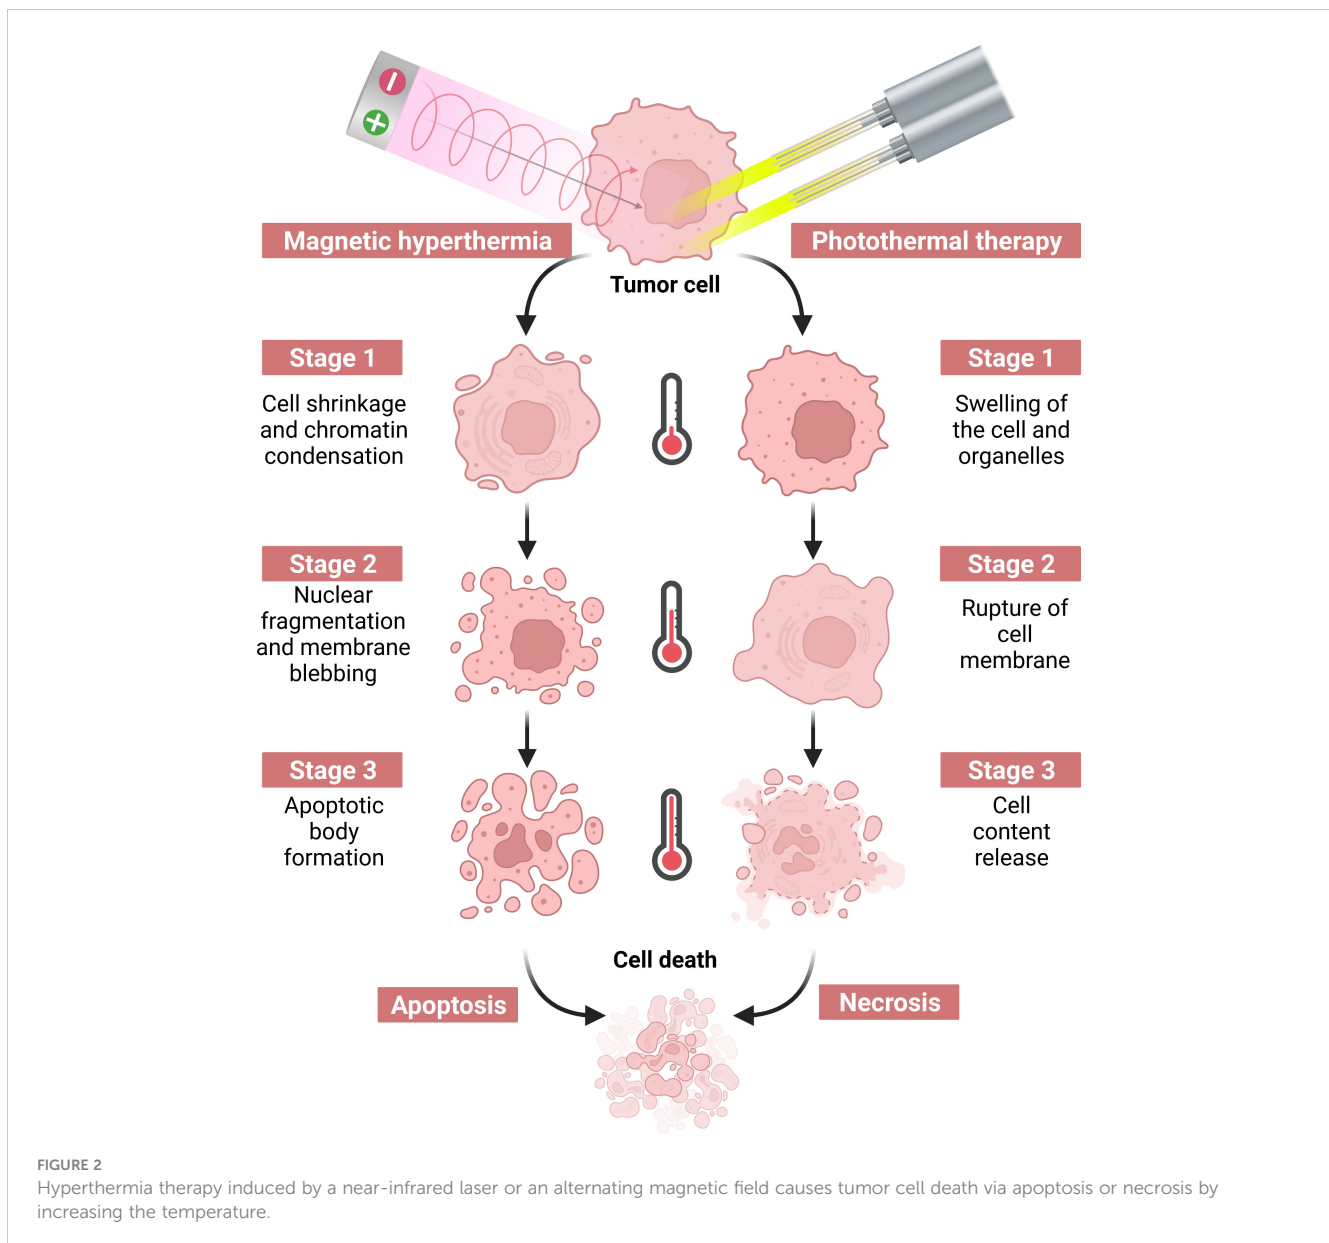 Magnetic hyperthermia
Photothermal therapy
Tumor cell
Stage 1
Cell shrinkage
and chromatin
condensation
Stage 1
Swelling of
the cell and
organelles
Stage 2
Nuclear
fragmentation
and membrane
blebbing
Stage 2
Rupture of
cell
membrane
Stage 3
Apoptotic
body
formation
Stage 3
Cell
content
release
Cell death
Apoptosis
Necrosis
FIGURE 2
Hyperthermia therapy induced by a near-infrared laser or an alternating magnetic field causes tumor cell death via apoptosis or necrosis by
increasing the temperature.